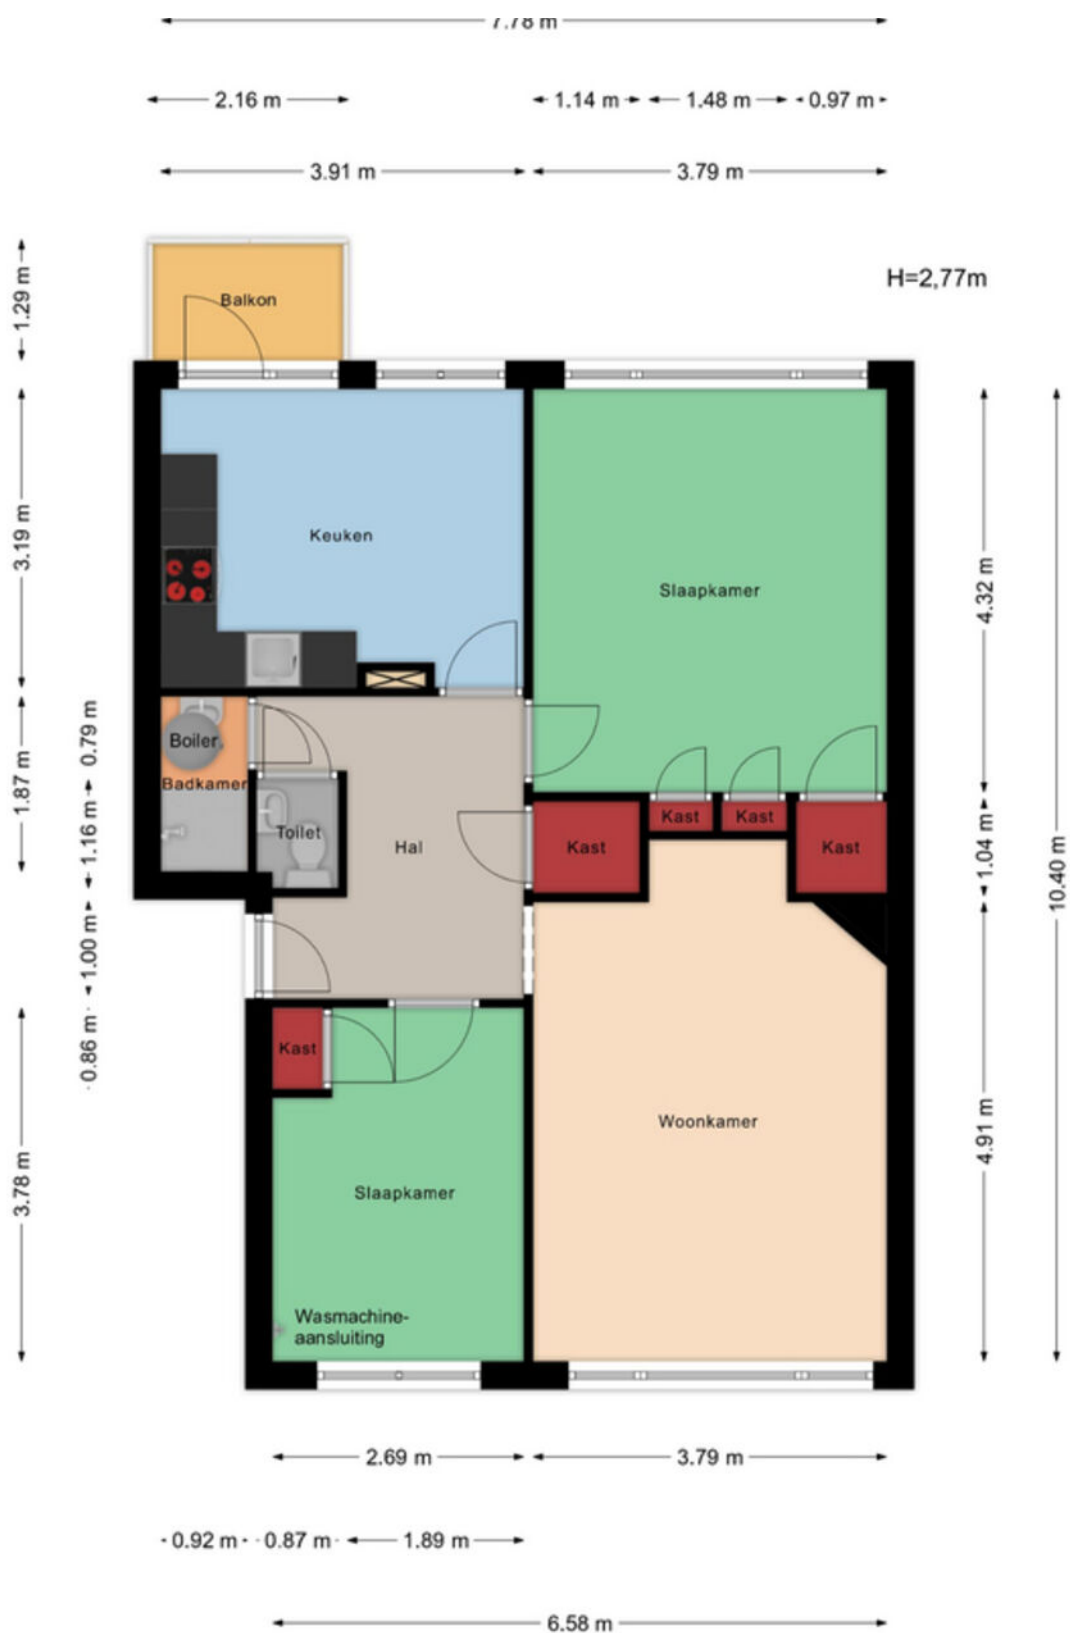 7.78 m
2.16 m
1.14 m
1.48 m
0.97 m
3.91 m
3.79 m
H=2,77m
1.29 m
Balkon
3.19 m
Keuken
Slaapkamer
4.32 m
10.40 m
1.87 m
0.79 m
Boiler
Badkamer
1.16 m
Toilet
Hal
Kast
Kast
Kast
Kast
1.04 m
1.00 m
0.86 m
Kast
Woonkamer
4.91 m
3.78 m
Slaapkamer
Wasmachine-
aansluiting
2.69 m
3.79 m
0.92 m
0.87 m
1.89 m
6.58 m